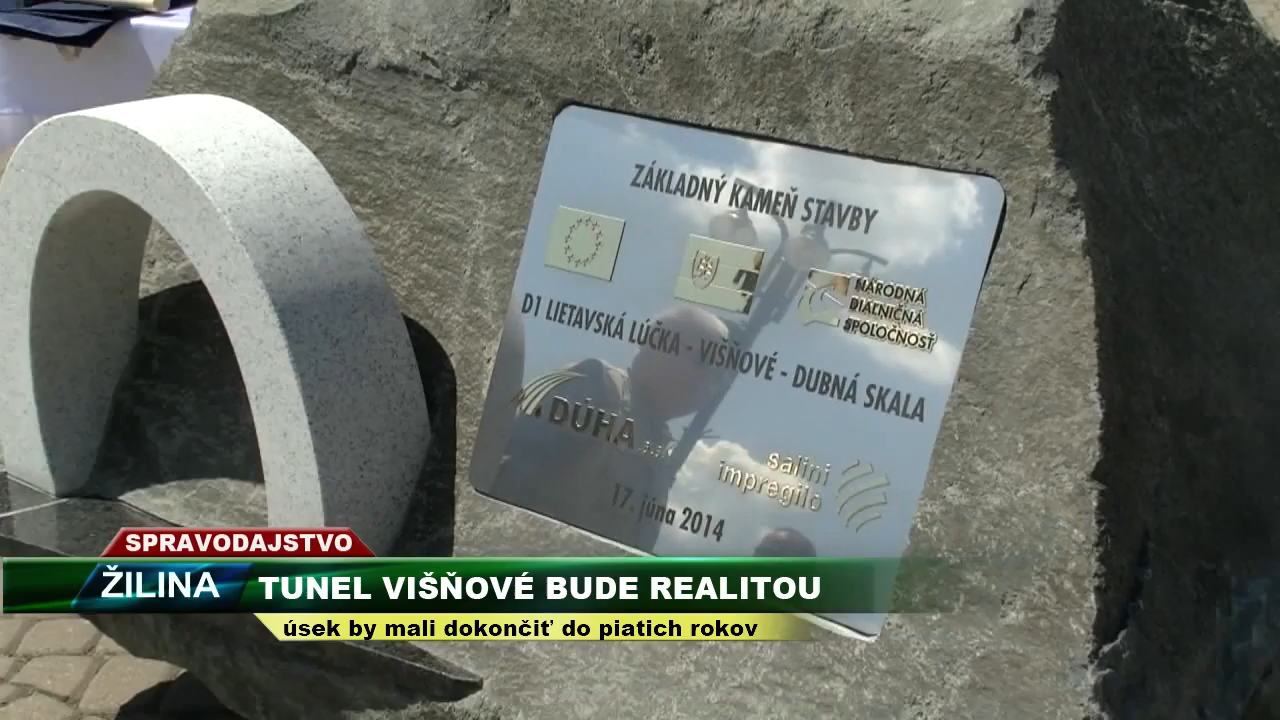 ZÁKLADNÝ KAMEŇ STAVBY
NÁRODNÁ
DIAĽNIČNÁ
SPOLOČNOSŤ
D1 LIETAVSKÁ LÚČKA - VIŠŇOVÉ - DUBNÁ SKALA
DÚHA
salini
impregilo
17. júna 2014
SPRAVODAJSTVO
ŽILINA TUNEL VIŠŇOVÉ BUDE REALITOU
úsek by mali dokončiť do piatich rokov